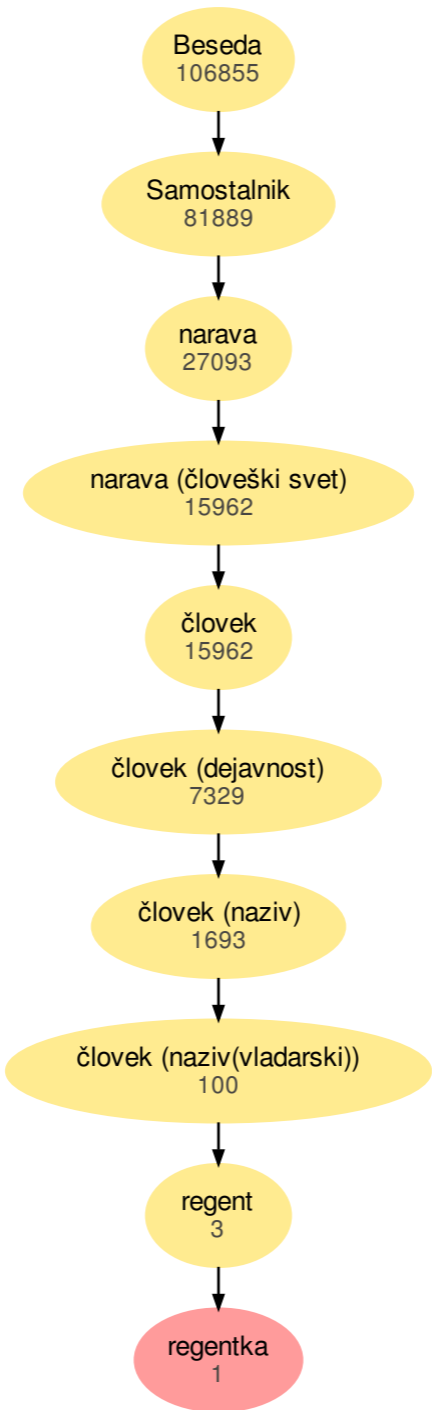 Beseda
106855
Samostalnik
81889
narava
27093
narava (človeški svet)
15962
človek
15962
človek (dejavnost)
7329
človek (naziv)
1693
človek (naziv(vladarski))
100
regent
3
regentka
1